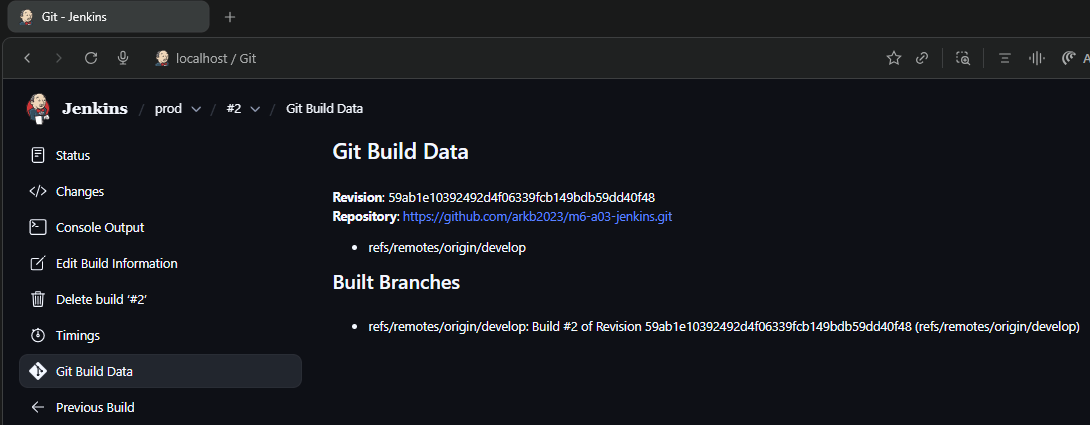 Git - Jenkins
localhost / Git
Jenkins / prod / #2 / Git Build Data
Status
Changes
Console Output
Edit Build Information
Delete build ‘#2’
Timings
Git Build Data
Previous Build
Git Build Data
Revision: 59ab1e10392492d4f06339fcb149bdb59dd40f48
Repository: https://github.com/arkb2023/m6-a03-jenkins.git
refs/remotes/origin/develop
Built Branches
refs/remotes/origin/develop: Build #2 of Revision 59ab1e10392492d4f06339fcb149bdb59dd40f48 (refs/remotes/origin/develop)